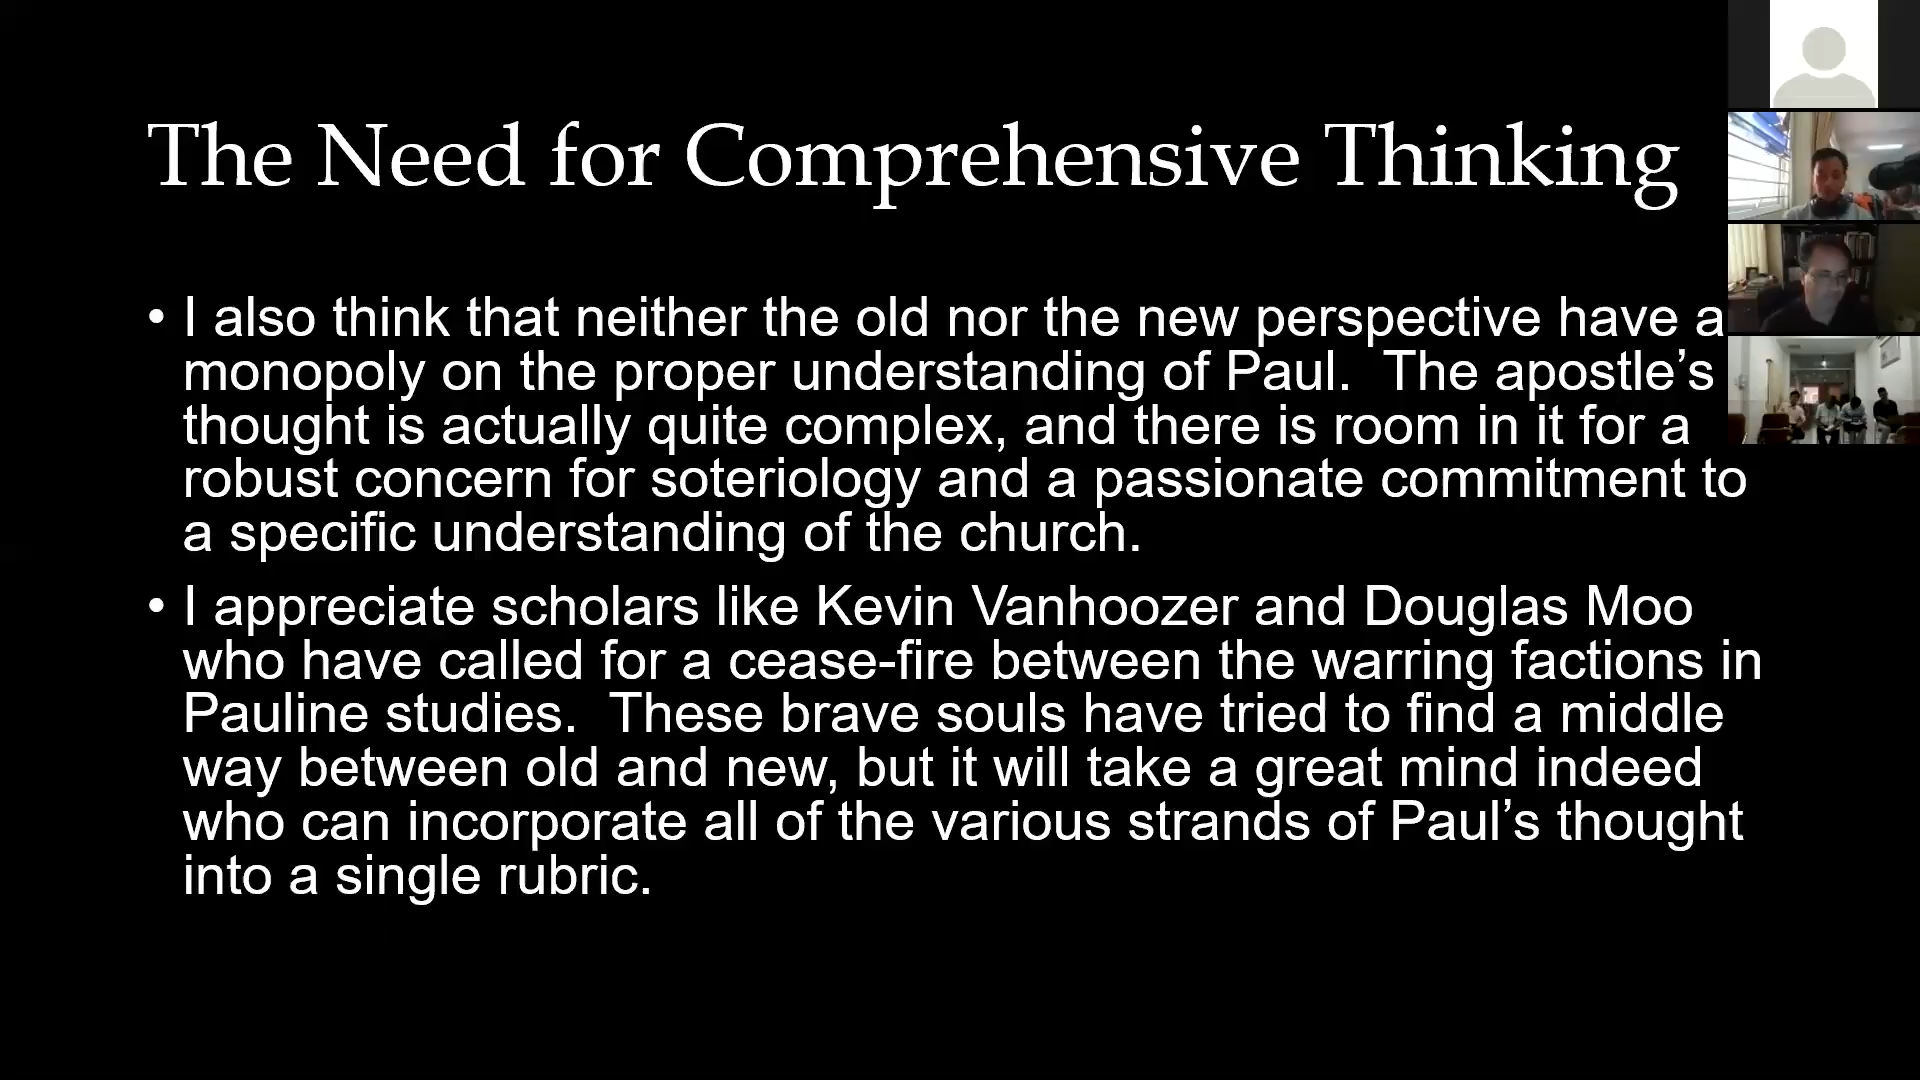 The Need for Comprehensive Thinking
• I also think that neither the old nor the new perspective have a
monopoly on the proper understanding of Paul.  The apostle’s
thought is actually quite complex, and there is room in it for a
robust concern for soteriology and a passionate commitment to
a specific understanding of the church.
• I appreciate scholars like Kevin Vanhoozer and Douglas Moo
who have called for a cease-fire between the warring factions in
Pauline studies.  These brave souls have tried to find a middle
way between old and new, but it will take a great mind indeed
who can incorporate all of the various strands of Paul’s thought
into a single rubric.